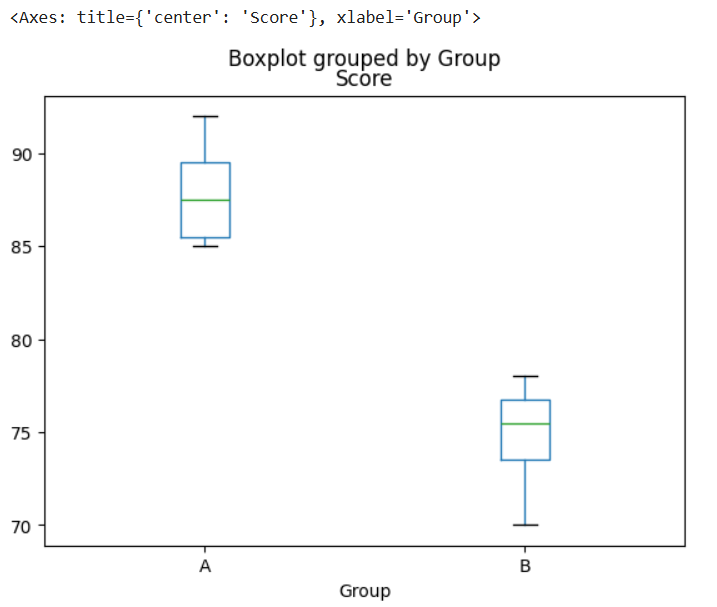 <Axes: title={'center': 'Score'}, xlabel='Group'>
Boxplot grouped by Group
Score
90
85
80
75
70
A B
Group